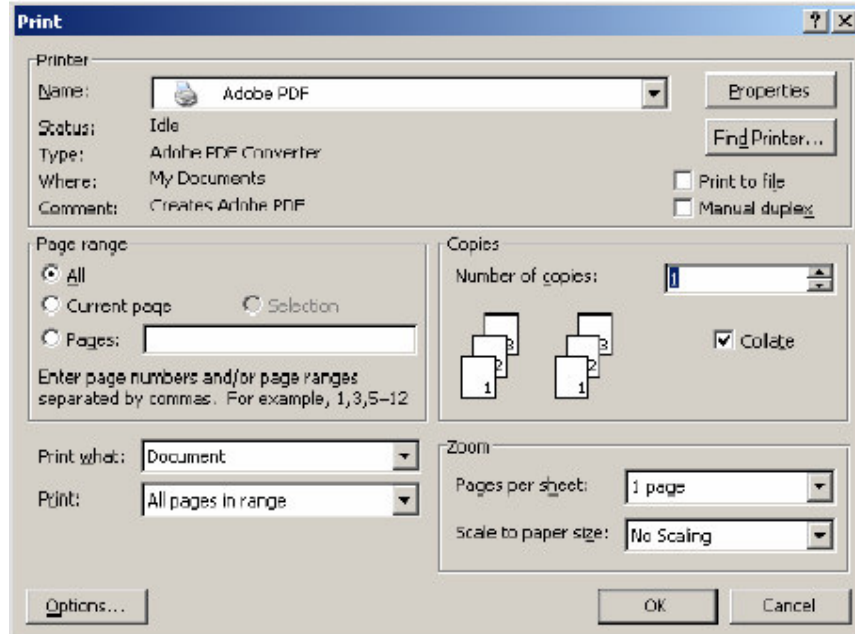 Print
Printer
Name: Adobe PDF Properties
Status: Idle
Find Printer...
Type: Adobe PDF Converter
Where: My Documents Print to file
Comment: Creates Adobe PDF Manual duplex
Page range
All
Current page Selection
Pages:
Enter page numbers and/or page ranges
separated by commas. For example, 1,3,5–12
Copies
Number of copies: 1
3 3
2 2
1 1
Collate
Print what: Document
Print: All pages in range
Zoom
Pages per sheet: 1 page
Scale to paper size: No Scaling
Options... OK Cancel